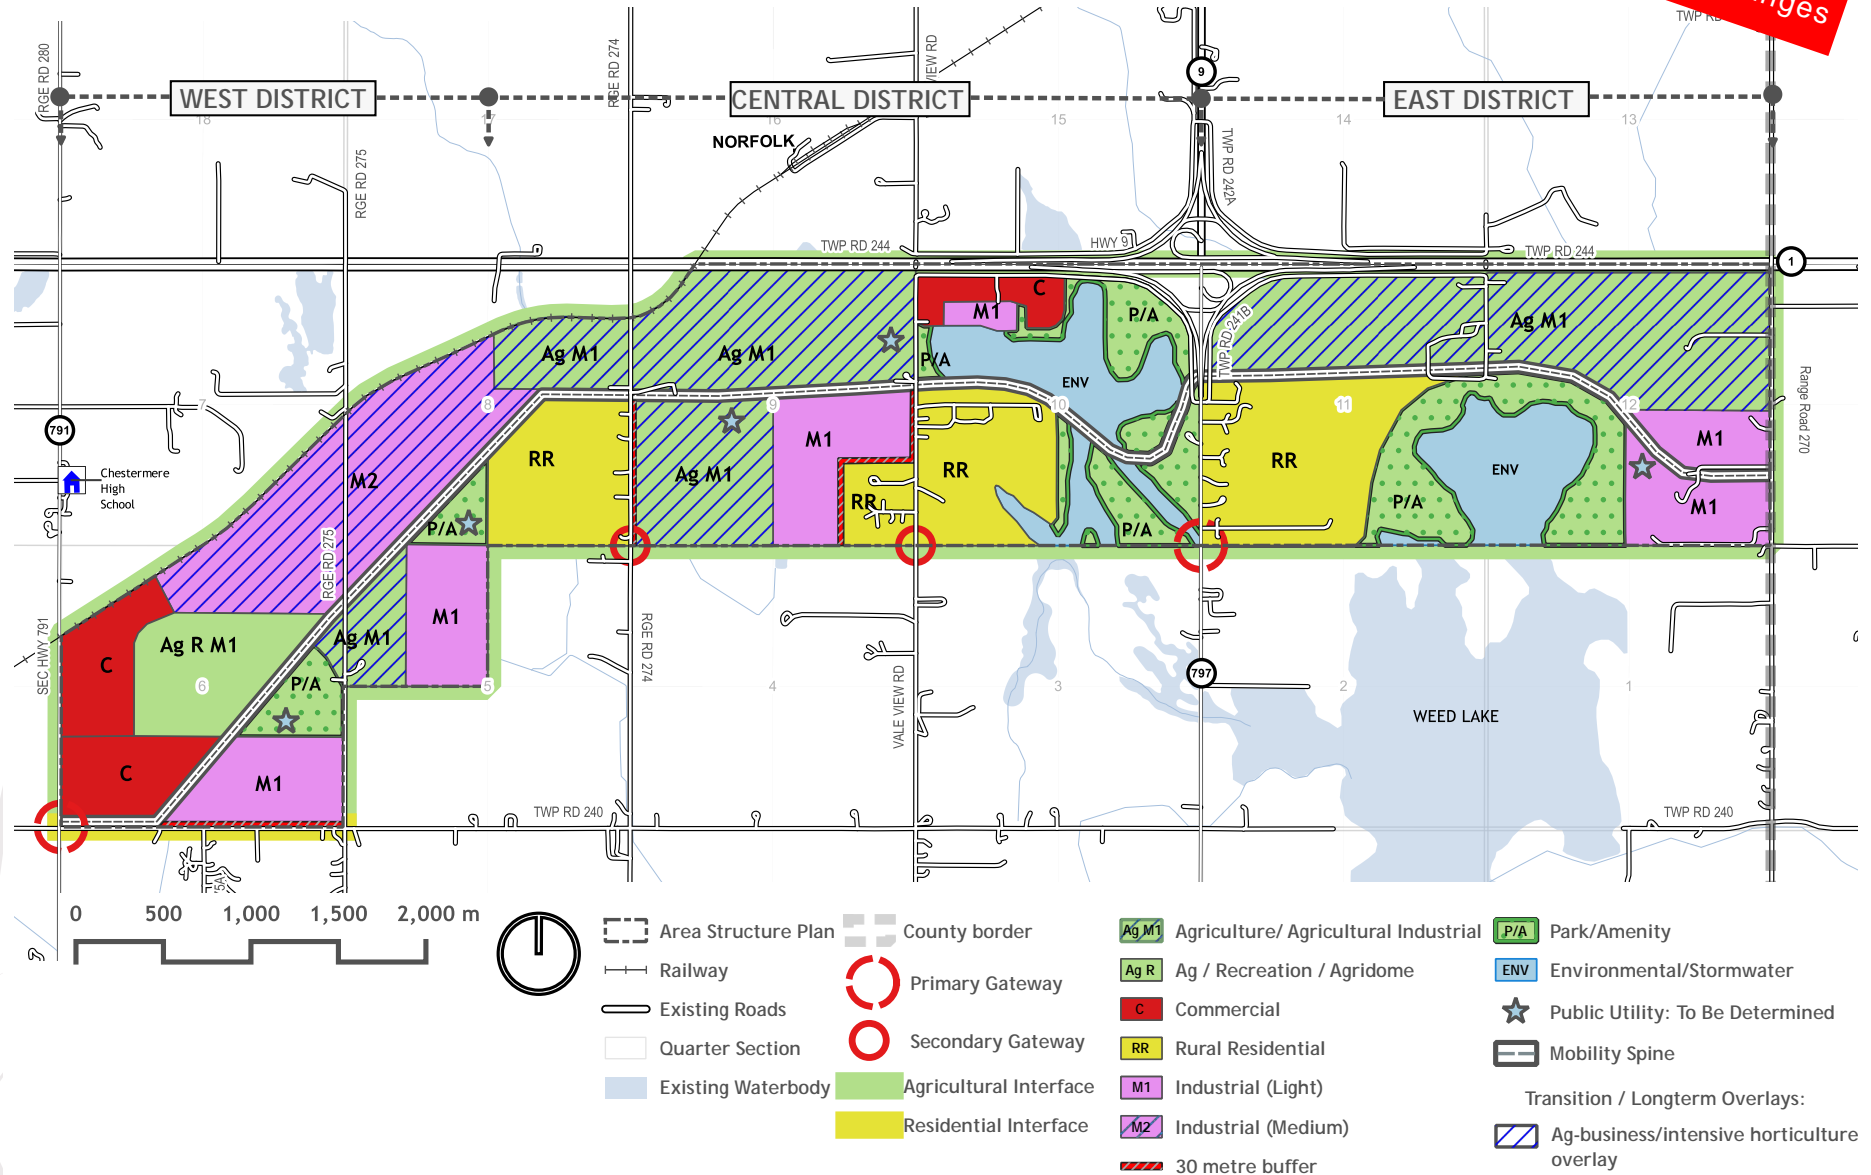 nges
WEST DISTRICT
CENTRAL DISTRICT
EAST DISTRICT
RGE RD 280
RGE RD 274
VIEW RD
9
TWP RD
18
17
16
15
14
13
NORFOLK
RGE RD 275
TWP RD 242A
TWP RD 244
HWY 9
TWP RD 244
1
C
M1
P/A
TWP RD 241B
Ag M1
Ag M1
Ag M1
P/A
ENV
Range Road 270
7
8
9
10
11
12
791
M1
M1
RR
RR
RR
ENV
Chestermere
High
School
M2
Ag M1
RR
P/A
M1
P/A
P/A
RGE RD 275
M1
Ag R M1
Ag M1
SEC HWY 791
C
RGE RD 274
VALE VIEW RD
797
P/A
6
5
4
3
2
1
WEED LAKE
C
M1
TWP RD 240
TWP RD 240
5A
0 500 1,000 1,500 2,000 m
Area Structure Plan
Railway
Existing Roads
Quarter Section
Existing Waterbody
County border
Primary Gateway
Secondary Gateway
Agricultural Interface
Residential Interface
Ag M1 Agriculture/ Agricultural Industrial
Ag R Ag / Recreation / Agridome
C Commercial
RR Rural Residential
M1 Industrial (Light)
M2 Industrial (Medium)
30 metre buffer
P/A Park/Amenity
ENV Environmental/Stormwater
Public Utility: To Be Determined
Mobility Spine
Transition / Longterm Overlays:
Ag-business/intensive horticulture
overlay